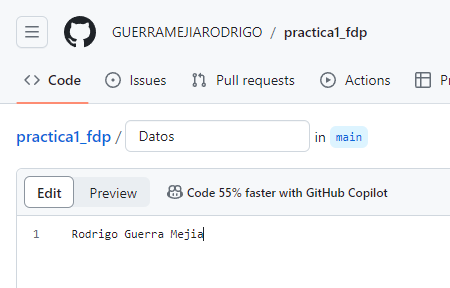 GUERRAMEJIARODRIGO / practica1_fdp
Code Issues Pull requests Actions
practica1_fdp / Datos in main
Edit Preview Code 55% faster with GitHub Copilot
1 Rodrigo Guerra Mejia